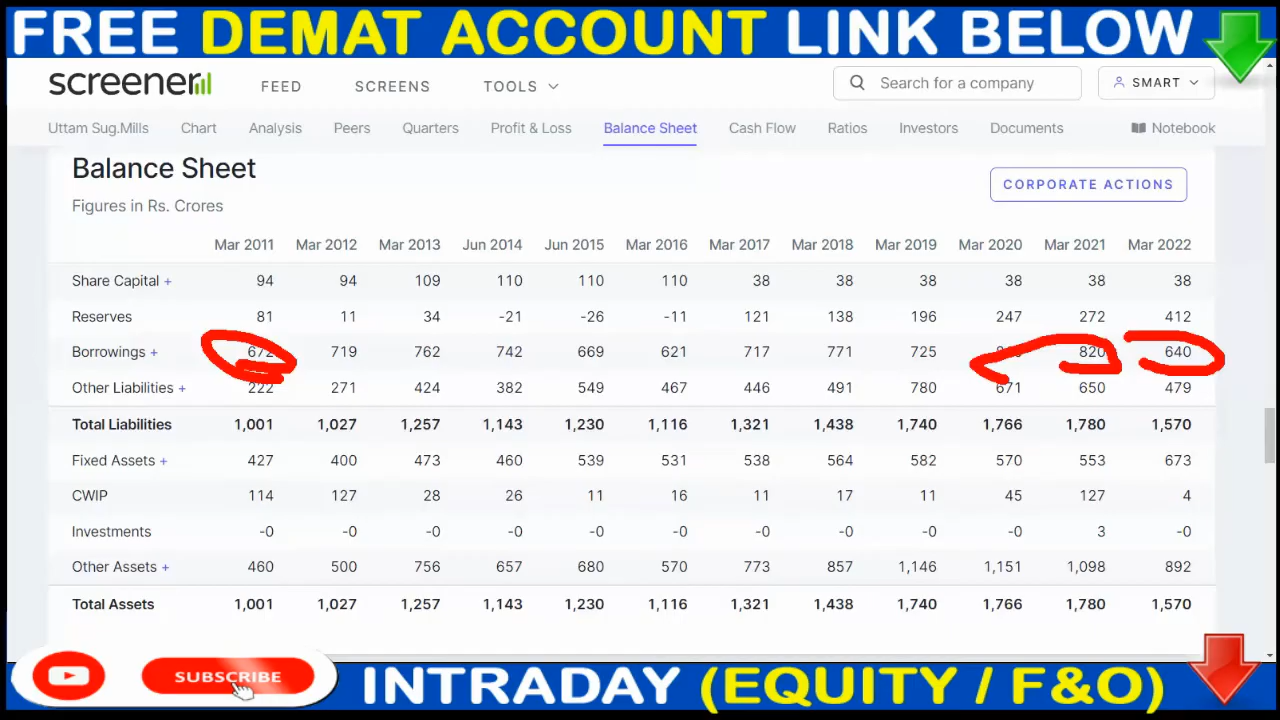 FREE DEMAT ACCOUNT LINK BELOW
screener FEED SCREENS TOOLS Search for a company SMART
Uttam Sug.Mills Chart Analysis Peers Quarters Profit & Loss Balance Sheet Cash Flow Ratios Investors Documents Notebook
Balance Sheet
CORPORATE ACTIONS
Figures in Rs. Crores
Mar 2011 Mar 2012 Mar 2013 Jun 2014 Jun 2015 Mar 2016 Mar 2017 Mar 2018 Mar 2019 Mar 2020 Mar 2021 Mar 2022
Share Capital + 94 94 109 110 110 110 38 38 38 38 38 38
Reserves 81 11 34 -21 -26 -11 121 138 196 247 272 412
Borrowings + 672 719 762 742 669 621 717 771 725 820 640
Other Liabilities + 222 271 424 382 549 467 446 491 780 671 650 479
Total Liabilities 1,001 1,027 1,257 1,143 1,230 1,116 1,321 1,438 1,740 1,766 1,780 1,570
Fixed Assets + 427 400 473 460 539 531 538 564 582 570 553 673
CWIP 114 127 28 26 11 16 11 17 11 45 127 4
Investments -0 -0 -0 -0 -0 -0 -0 -0 -0 -0 3 -0
Other Assets + 460 500 756 657 680 570 773 857 1,146 1,151 1,098 892
Total Assets 1,001 1,027 1,257 1,143 1,230 1,116 1,321 1,438 1,740 1,766 1,780 1,570
SUBSCRIBE INTRADAY (EQUITY / F&O)